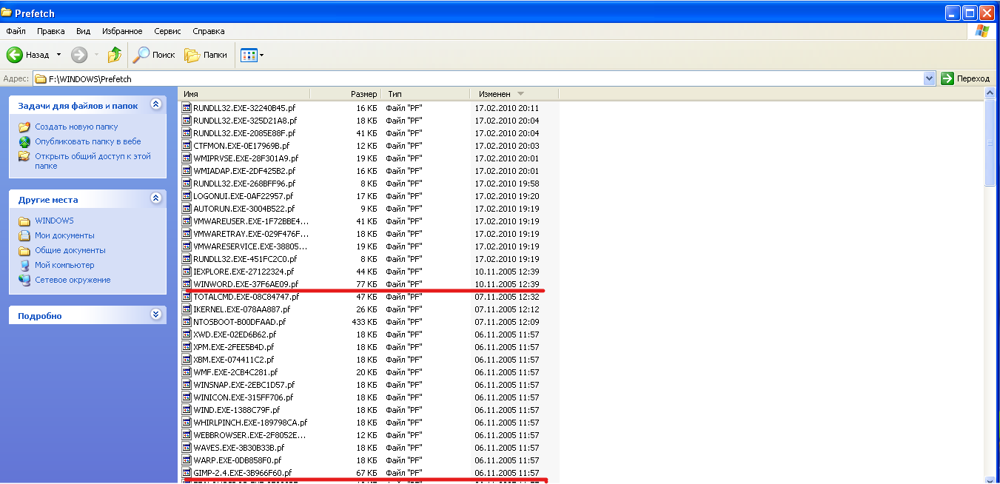 Prefetch
Файл Правка Вид Избранное Сервис Справка
Назад Поиск Папки
Адрес: F:\WINDOWS\Prefetch Переход
Задачи для файлов и папок
Создать новую папку
Опубликовать папку в вебе
Открыть общий доступ к этой
папке
Другие места
WINDOWS
Мои документы
Общие документы
Мой компьютер
Сетевое окружение
Подробно
Имя Размер Тип Изменен
RUNDLL32.EXE-32240B45.pf 16 КБ Файл "PF" 17.02.2010 20:11
RUNDLL32.EXE-325D21A8.pf 18 КБ Файл "PF" 17.02.2010 20:04
RUNDLL32.EXE-2085E88F.pf 41 КБ Файл "PF" 17.02.2010 20:04
CTFMON.EXE-0E17969B.pf 12 КБ Файл "PF" 17.02.2010 20:03
WMIPRVSE.EXE-28F301A9.pf 19 КБ Файл "PF" 17.02.2010 20:01
WMIADAP.EXE-2DF425B2.pf 16 КБ Файл "PF" 17.02.2010 20:01
RUNDLL32.EXE-268BFF96.pf 8 КБ Файл "PF" 17.02.2010 19:58
LOGONUI.EXE-0AF22957.pf 17 КБ Файл "PF" 17.02.2010 19:20
AUTORUN.EXE-3004B522.pf 9 КБ Файл "PF" 17.02.2010 19:19
VMWAREUSER.EXE-1F72BBE4... 41 КБ Файл "PF" 17.02.2010 19:19
VMWARETRAY.EXE-029F476F... 18 КБ Файл "PF" 17.02.2010 19:19
VMWARESERVICE.EXE-38805... 19 КБ Файл "PF" 17.02.2010 19:19
RUNDLL32.EXE-451FC2C0.pf 8 КБ Файл "PF" 17.02.2010 19:19
IEXPLORE.EXE-27122324.pf 44 КБ Файл "PF" 10.11.2005 12:39
WINWORD.EXE-37F6AE09.pf 77 КБ Файл "PF" 10.11.2005 12:39
TOTALCMD.EXE-08C84747.pf 47 КБ Файл "PF" 07.11.2005 12:32
IKERNEL.EXE-078AA887.pf 26 КБ Файл "PF" 07.11.2005 12:12
NTOSBOOT-B00DFAAD.pf 433 КБ Файл "PF" 07.11.2005 12:09
XWD.EXE-02ED6B62.pf 18 КБ Файл "PF" 06.11.2005 11:57
XPM.EXE-2FEE5B4D.pf 18 КБ Файл "PF" 06.11.2005 11:57
XBM.EXE-074411C2.pf 18 КБ Файл "PF" 06.11.2005 11:57
WMF.EXE-2CB4C281.pf 20 КБ Файл "PF" 06.11.2005 11:57
WINSNAP.EXE-2EBC1D57.pf 18 КБ Файл "PF" 06.11.2005 11:57
WINICON.EXE-315FF706.pf 18 КБ Файл "PF" 06.11.2005 11:57
WIND.EXE-1388C79F.pf 18 КБ Файл "PF" 06.11.2005 11:57
WHIRLPINCH.EXE-189798CA.pf 18 КБ Файл "PF" 06.11.2005 11:57
WEBBROWSER.EXE-2F8052E... 12 КБ Файл "PF" 06.11.2005 11:57
WAVES.EXE-3B30B33B.pf 18 КБ Файл "PF" 06.11.2005 11:57
WARP.EXE-0DB858F0.pf 18 КБ Файл "PF" 06.11.2005 11:57
GIMP-2.4.EXE-3B966F60.pf 67 КБ Файл "PF" 06.11.2005 11:57